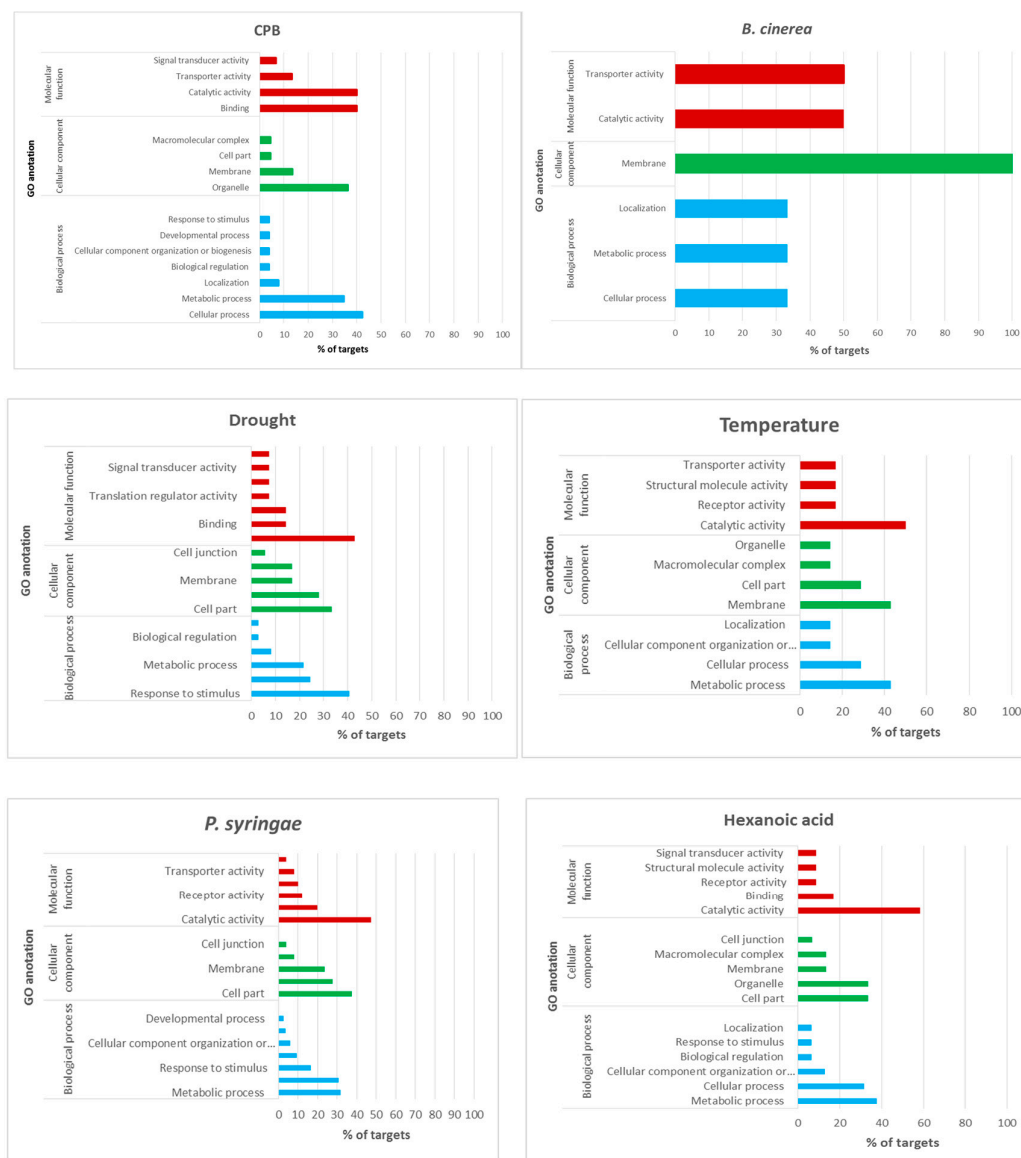 CPB
GO anotation
Molecular
function
Signal transducer activity
Transporter activity
Catalytic activity
Binding
Cellular component
Macromolecular complex
Cell part
Membrane
Organelle
Biological process
Response to stimulus
Developmental process
Cellular component organization or biogenesis
Biological regulation
Localization
Metabolic process
Cellular process
0 10 20 30 40 50 60 70 80 90 100
% of targets
B. cinerea
GO anotation
Molecular function
Transporter activity
Catalytic activity
Cellular
component
Membrane
Biological process
Localization
Metabolic process
Cellular process
0 10 20 30 40 50 60 70 80 90 100
% of targets
Drought
GO anotation
Molecular function
Signal transducer activity
Translation regulator activity
Binding
Cellular
component
Cell junction
Membrane
Cell part
Biological process
Biological regulation
Metabolic process
Response to stimulus
0 10 20 30 40 50 60 70 80 90 100
% of targets
Temperature
GO anotation
Molecular
function
Transporter activity
Structural molecule activity
Receptor activity
Catalytic activity
Cellular
component
Organelle
Macromolecular complex
Cell part
Membrane
Biological
process
Localization
Cellular component organization or...
Cellular process
Metabolic process
0 20 40 60 80 100
% of targets
P. syringae
GO anotation
Molecular
function
Transporter activity
Receptor activity
Catalytic activity
Cellular
component
Cell junction
Membrane
Cell part
Biological process
Developmental process
Cellular component organization or...
Response to stimulus
Metabolic process
0 10 20 30 40 50 60 70 80 90 100
% of targets
Hexanoic acid
GO anotation
Molecular
function
Signal transducer activity
Structural molecule activity
Receptor activity
Binding
Catalytic activity
Cellular
component
Cell junction
Macromolecular complex
Membrane
Organelle
Cell part
Biological process
Localization
Response to stimulus
Biological regulation
Cellular component organization or...
Cellular process
Metabolic process
0 20 40 60 80 100
% of targets